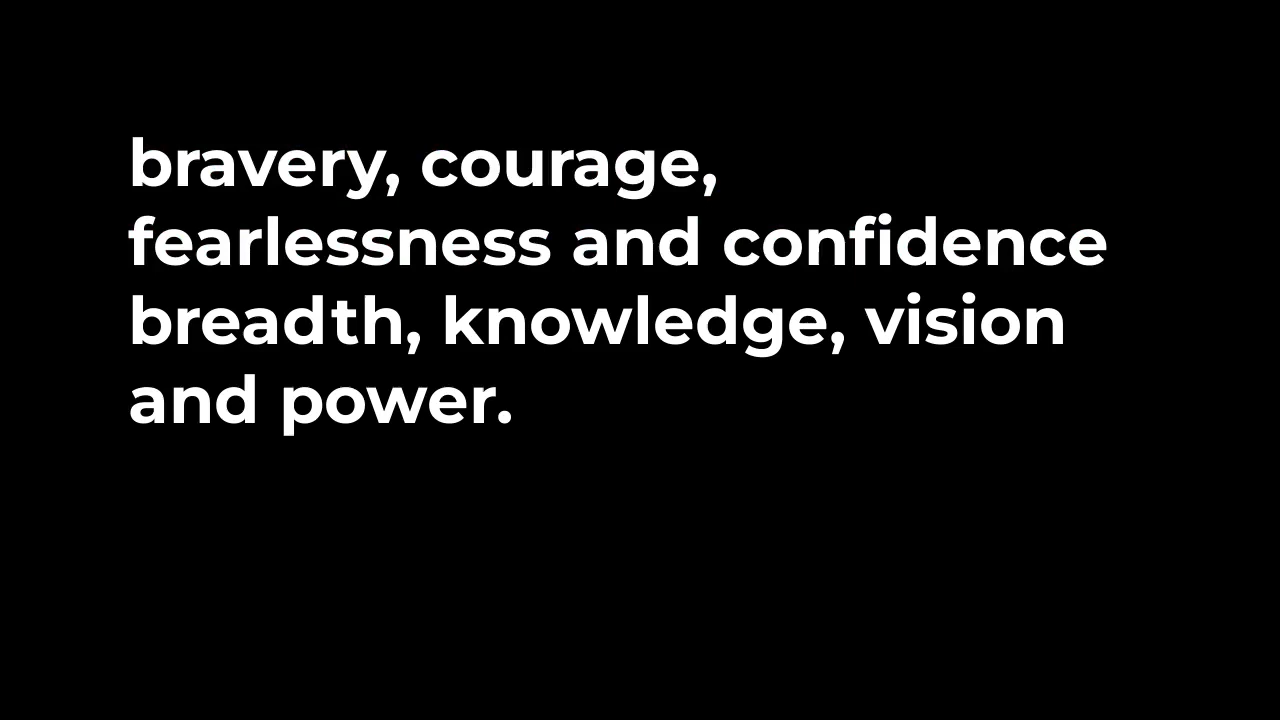 bravery, courage,
fearlessness and confidence
breadth, knowledge, vision
and power.